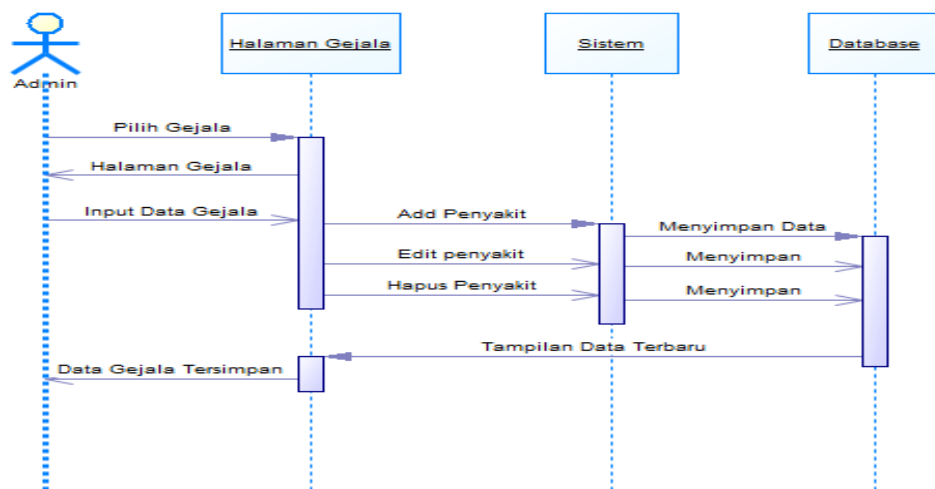 Halaman Gejala
Sistem
Database
Admin
Pilih Gejala
Halaman Gejala
Input Data Gejala
Add Penyakit
Menyimpan Data
Edit penyakit
Menyimpan
Hapus Penyakit
Menyimpan
Tampilan Data Terbaru
Data Gejala Tersimpan